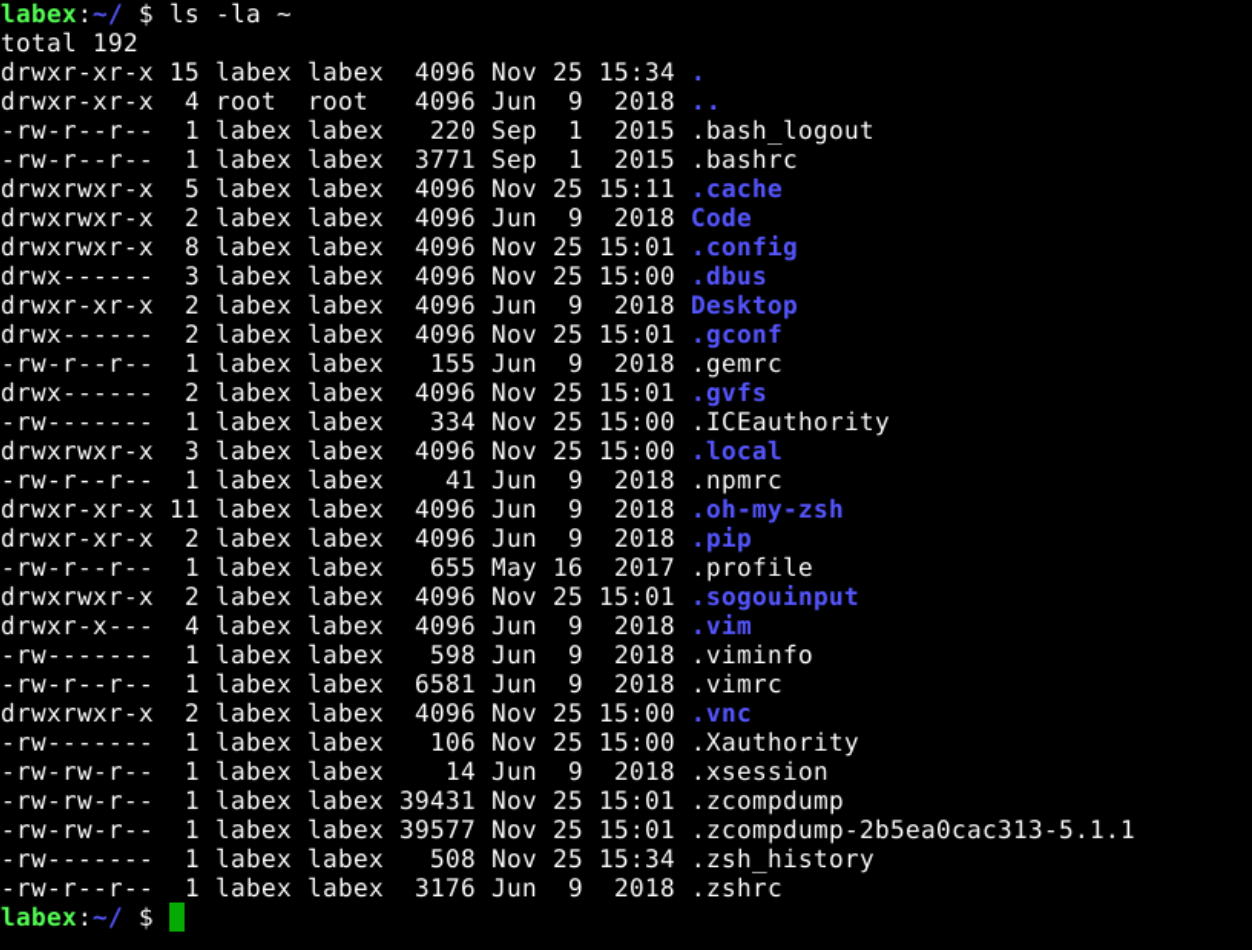 labex:~/ $ ls -la ~
total 192
drwxr-xr-x 15 labex labex  4096 Nov 25 15:34 .
drwxr-xr-x  4 root  root   4096 Jun  9  2018 ..
-rw-r--r--  1 labex labex   220 Sep  1  2015 .bash_logout
-rw-r--r--  1 labex labex  3771 Sep  1  2015 .bashrc
drwxrwxr-x  5 labex labex  4096 Nov 25 15:11 .cache
drwxrwxr-x  2 labex labex  4096 Jun  9  2018 Code
drwxrwxr-x  8 labex labex  4096 Nov 25 15:01 .config
drwx------  3 labex labex  4096 Nov 25 15:00 .dbus
drwxr-xr-x  2 labex labex  4096 Jun  9  2018 Desktop
drwx------  2 labex labex  4096 Nov 25 15:01 .gconf
-rw-r--r--  1 labex labex   155 Jun  9  2018 .gemrc
drwx------  2 labex labex  4096 Nov 25 15:01 .gvfs
-rw-------  1 labex labex   334 Nov 25 15:00 .ICEauthority
drwxrwxr-x  3 labex labex  4096 Nov 25 15:00 .local
-rw-r--r--  1 labex labex    41 Jun  9  2018 .npmrc
drwxr-xr-x 11 labex labex  4096 Jun  9  2018 .oh-my-zsh
drwxr-xr-x  2 labex labex  4096 Jun  9  2018 .pip
-rw-r--r--  1 labex labex   655 May 16  2017 .profile
drwxrwxr-x  2 labex labex  4096 Nov 25 15:01 .sogouinput
drwxr-x---  4 labex labex  4096 Jun  9  2018 .vim
-rw-------  1 labex labex   598 Jun  9  2018 .viminfo
-rw-r--r--  1 labex labex  6581 Jun  9  2018 .vimrc
drwxrwxr-x  2 labex labex  4096 Nov 25 15:00 .vnc
-rw-------  1 labex labex   106 Nov 25 15:00 .Xauthority
-rw-rw-r--  1 labex labex    14 Jun  9  2018 .xsession
-rw-rw-r--  1 labex labex 39431 Nov 25 15:01 .zcompdump
-rw-rw-r--  1 labex labex 39577 Nov 25 15:01 .zcompdump-2b5ea0cac313-5.1.1
-rw-------  1 labex labex   508 Nov 25 15:34 .zsh_history
-rw-r--r--  1 labex labex  3176 Jun  9  2018 .zshrc
labex:~/ $